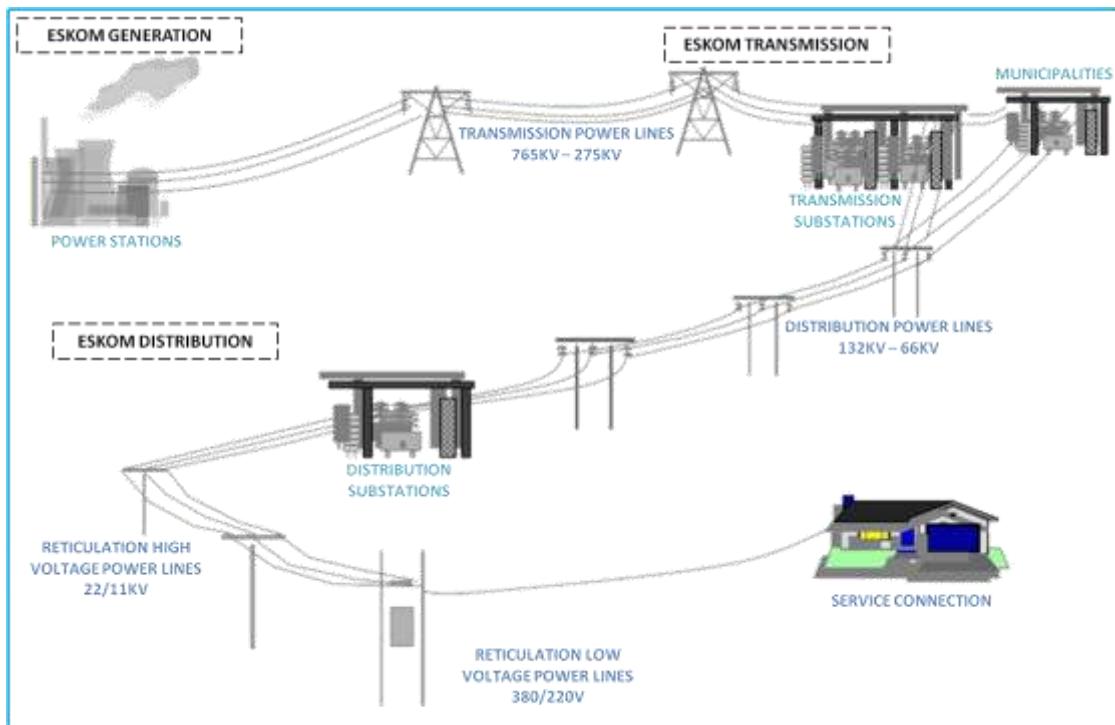 ESKOM GENERATION
ESKOM TRANSMISSION
MUNICIPALITIES
TRANSMISSION POWER LINES
765KV – 275KV
TRANSMISSION
SUBSTATIONS
POWER STATIONS
ESKOM DISTRIBUTION
DISTRIBUTION POWER LINES
132KV – 66KV
DISTRIBUTION
SUBSTATIONS
RETICULATION HIGH
VOLTAGE POWER LINES
22/11KV
SERVICE CONNECTION
RETICULATION LOW
VOLTAGE POWER LINES
380/220V